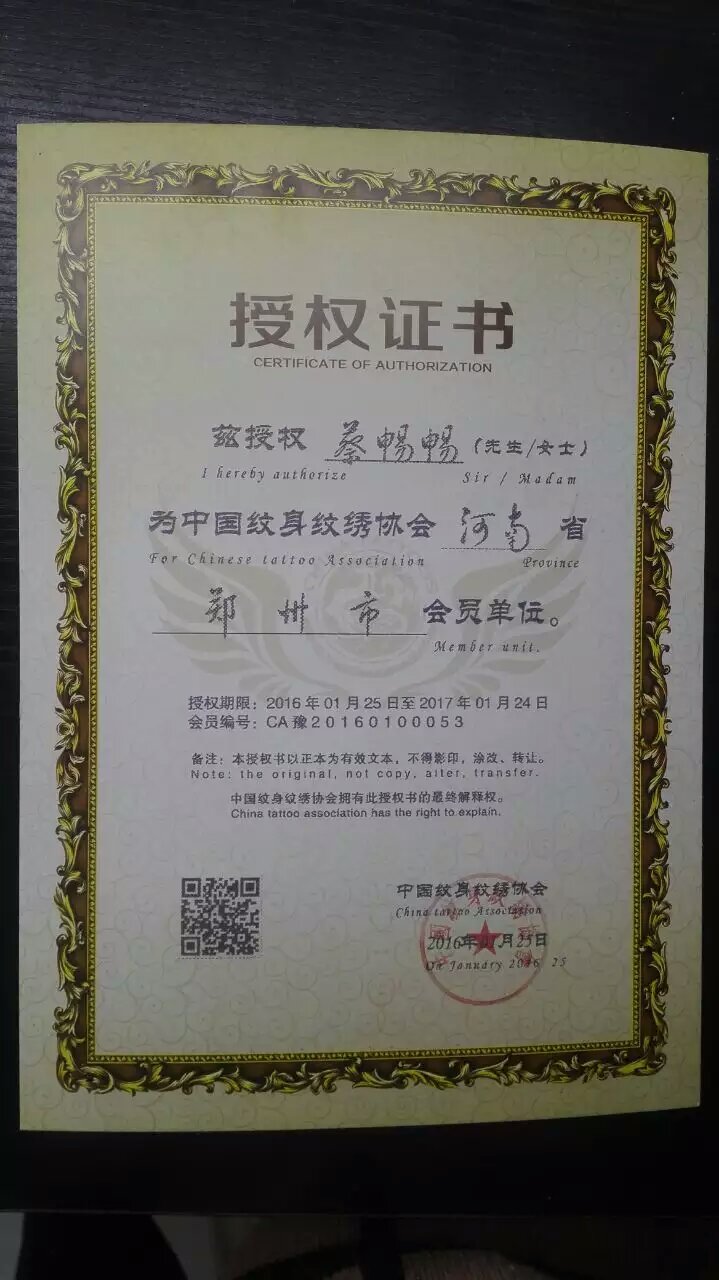 授权证书
CERTIFICATE OF AUTHORIZATION
兹授权 蔡畅畅 (先生/女士)
I hereby authorize Sir / Madam
为中国纹身纹绣协会 河南 省
For Chinese tattoo Association Province
郑州市 会员单位。
Member unit.
授权期限：2016年01月25日至2017年01月24日
会员编号：CA豫20160100053
备注：本授权书以正本为有效文本，不得影印，涂改、转让。
Note: the original, not copy, alter, transfer.
中国纹身纹绣协会拥有此授权书的最终解释权。
China tattoo association has the right to explain.
中国纹身纹绣协会
China tattoo Association
2016年01月25日
On January 2016 25